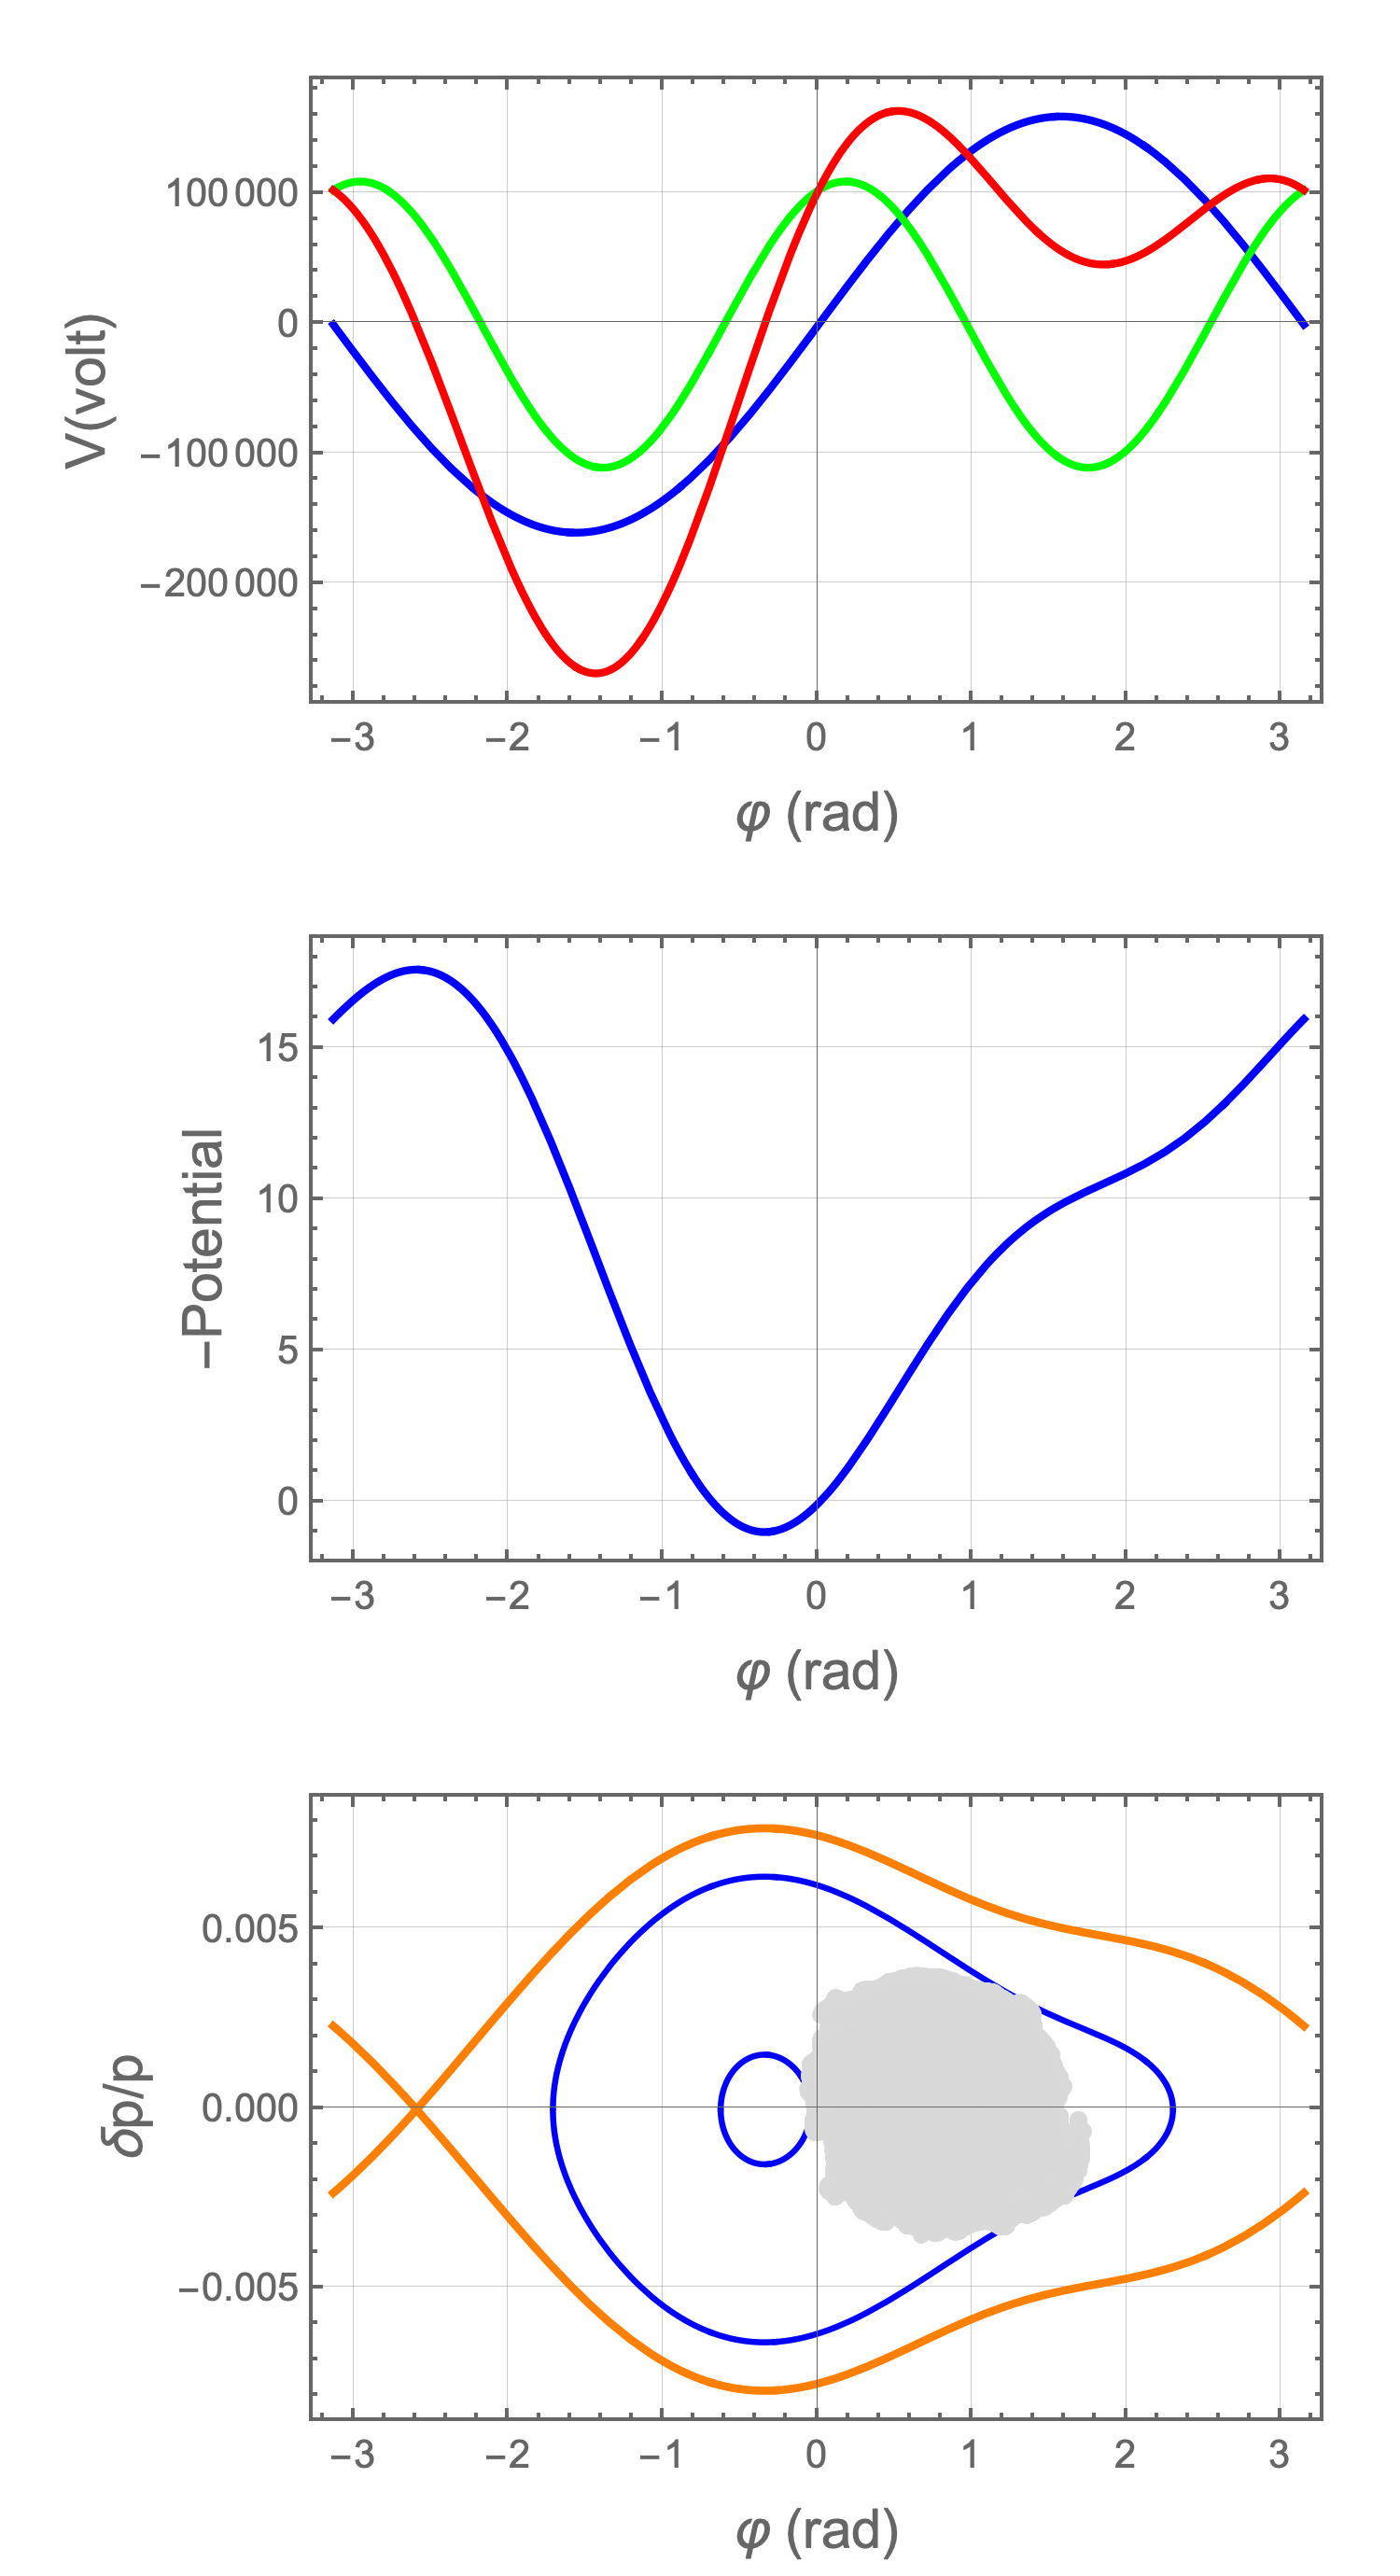 100 000
0
−100 000
−200 000
V(volt)
−3 −2 −1 0 1 2 3
φ (rad)
15
10
5
0
−Potential
−3 −2 −1 0 1 2 3
φ (rad)
0.005
0.000
−0.005
δp/p
−3 −2 −1 0 1 2 3
φ (rad)